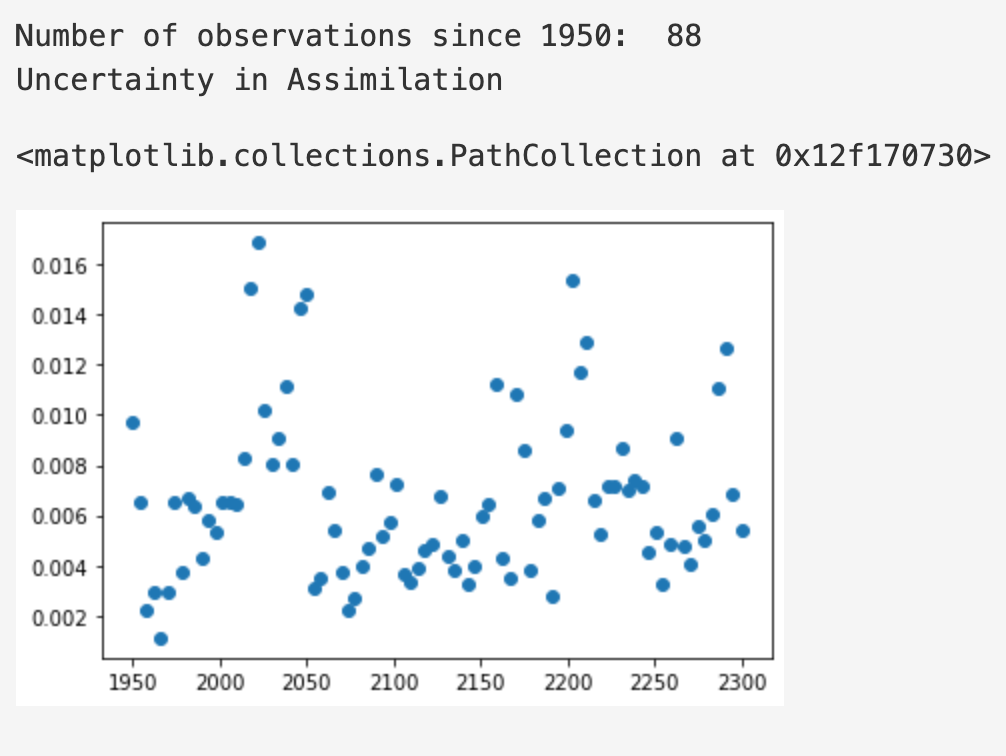 Number of observations since 1950:  88
Uncertainty in Assimilation
<matplotlib.collections.PathCollection at 0x12f170730>
0.016
0.014
0.012
0.010
0.008
0.006
0.004
0.002
1950 2000 2050 2100 2150 2200 2250 2300